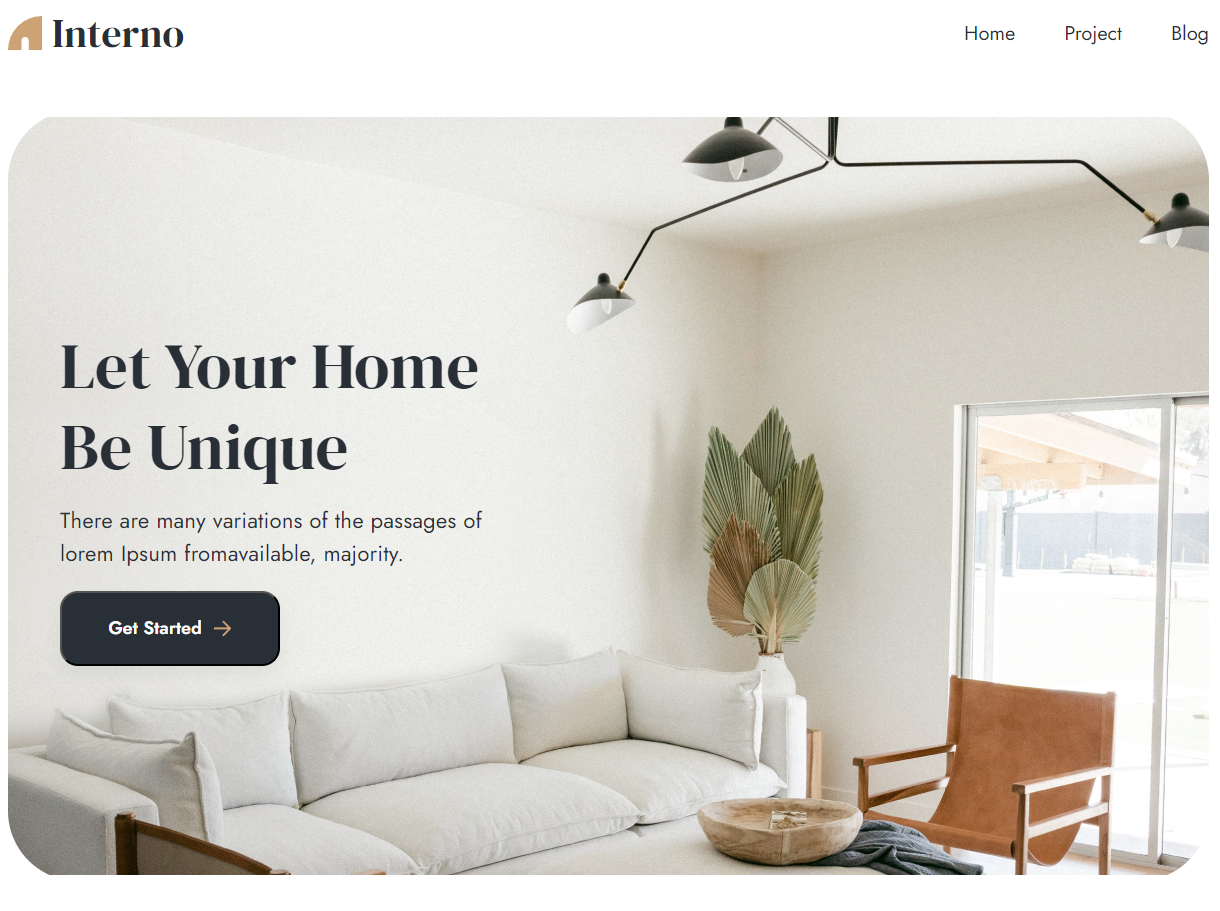 Interno
Home Project Blog
Let Your Home
Be Unique
There are many variations of the passages of
lorem Ipsum fromavailable, majority.
Get Started